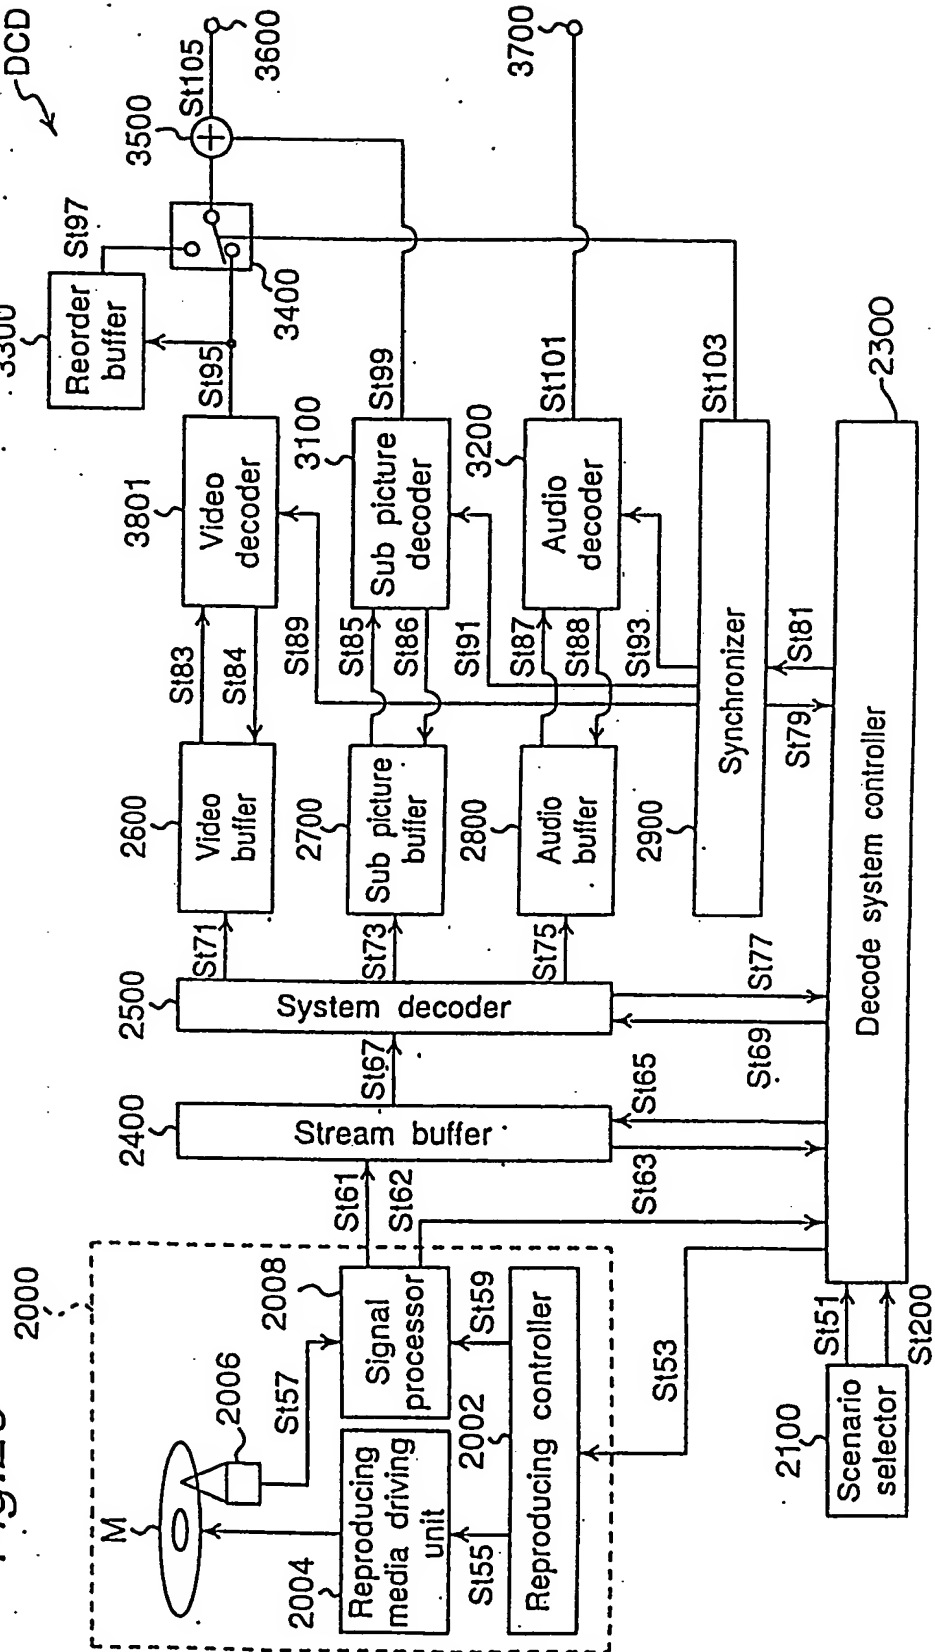 DCD
2000
M
2006
St57
2004
Reproducing
media driving
unit
2008
Signal
processor
St55
St59
2002
Reproducing controller
St53
2100
Scenario
selector
St51
St200
St61
St62
St63
2400
Stream buffer
St65
St67
2500
System decoder
St69
St77
St71
St73
St75
2600
Video
buffer
2700
Sub picture
buffer
2800
Audio
buffer
St83
St84
St89
St85
St86
St91
St87
St88
St93
3801
Video
decoder
3100
Sub picture
decoder
3200
Audio
decoder
2900
Synchronizer
St79
St81
2300
Decode system controller
St95
St99
St101
St103
3300
Reorder
buffer
St97
3400
3500
St105
3600
3700